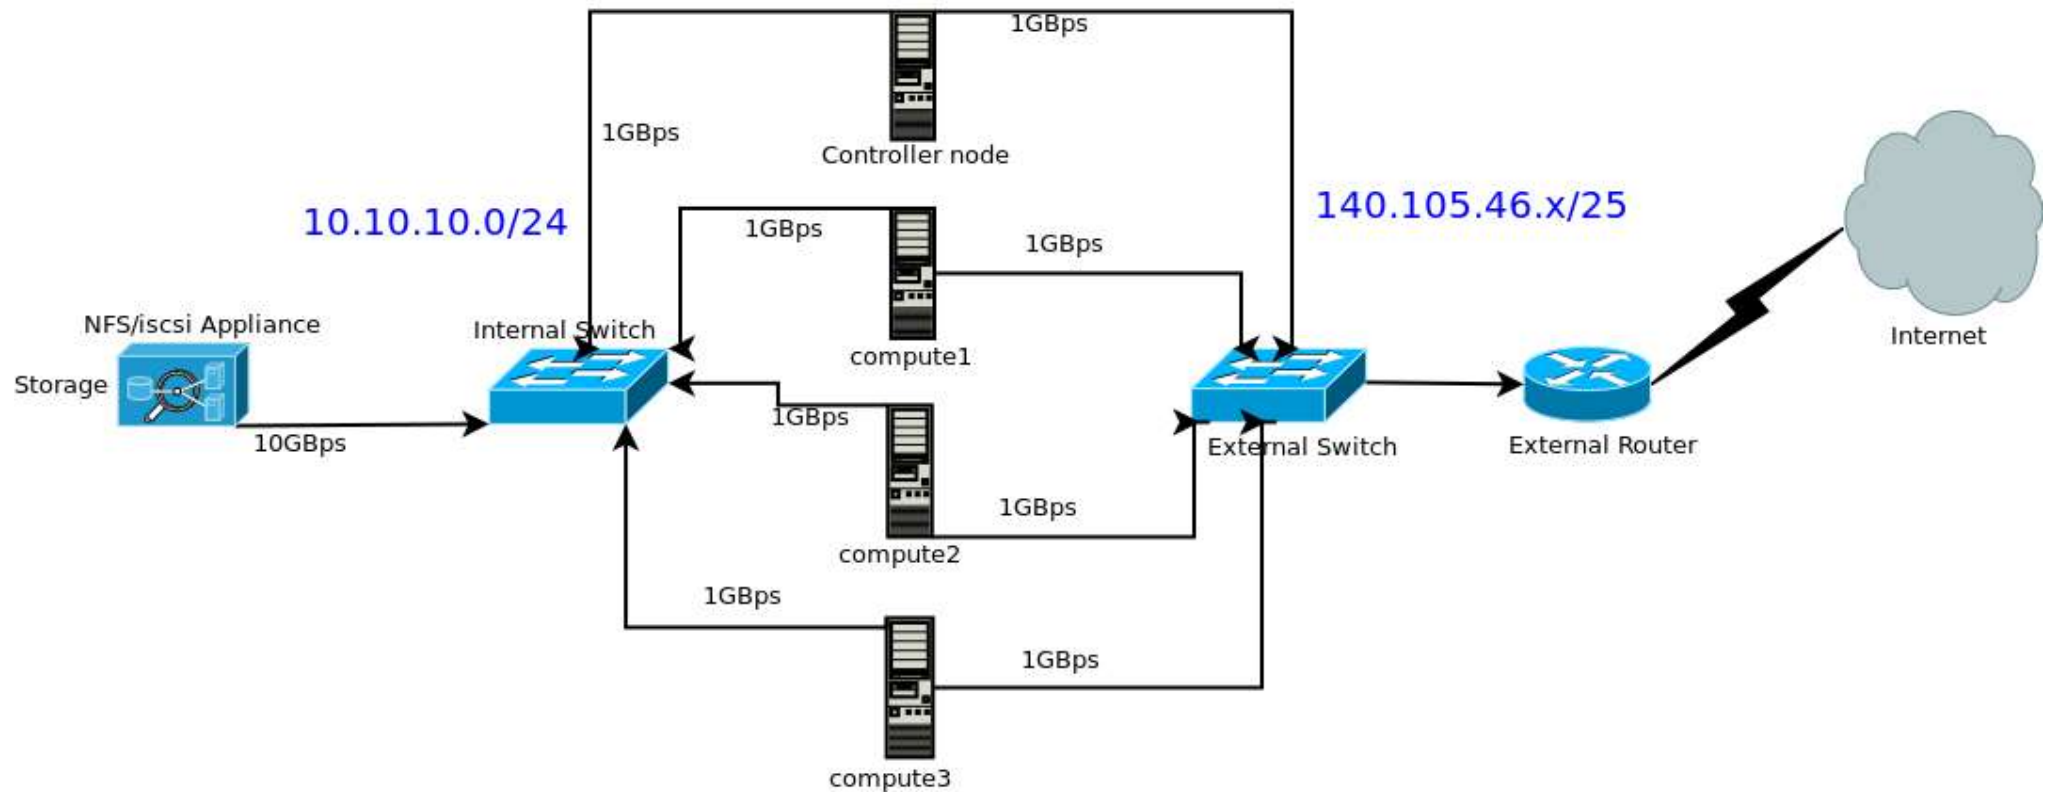 1GBps
1GBps
Controller node
10.10.10.0/24
140.105.46.x/25
1GBps
1GBps
NFS/iscsi Appliance
Internal Switch
Internet
compute1
Storage
1GBps
10GBps
External Switch
External Router
1GBps
compute2
1GBps
1GBps
compute3